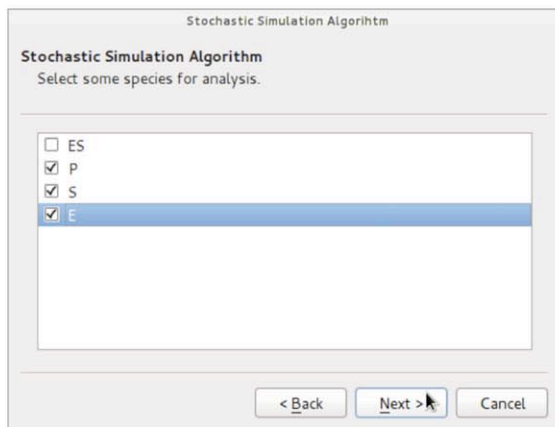 Stochastic Simulation Algorihtm
Stochastic Simulation Algorithm
Select some species for analysis.
ES
P
S
E
< Back Next > Cancel